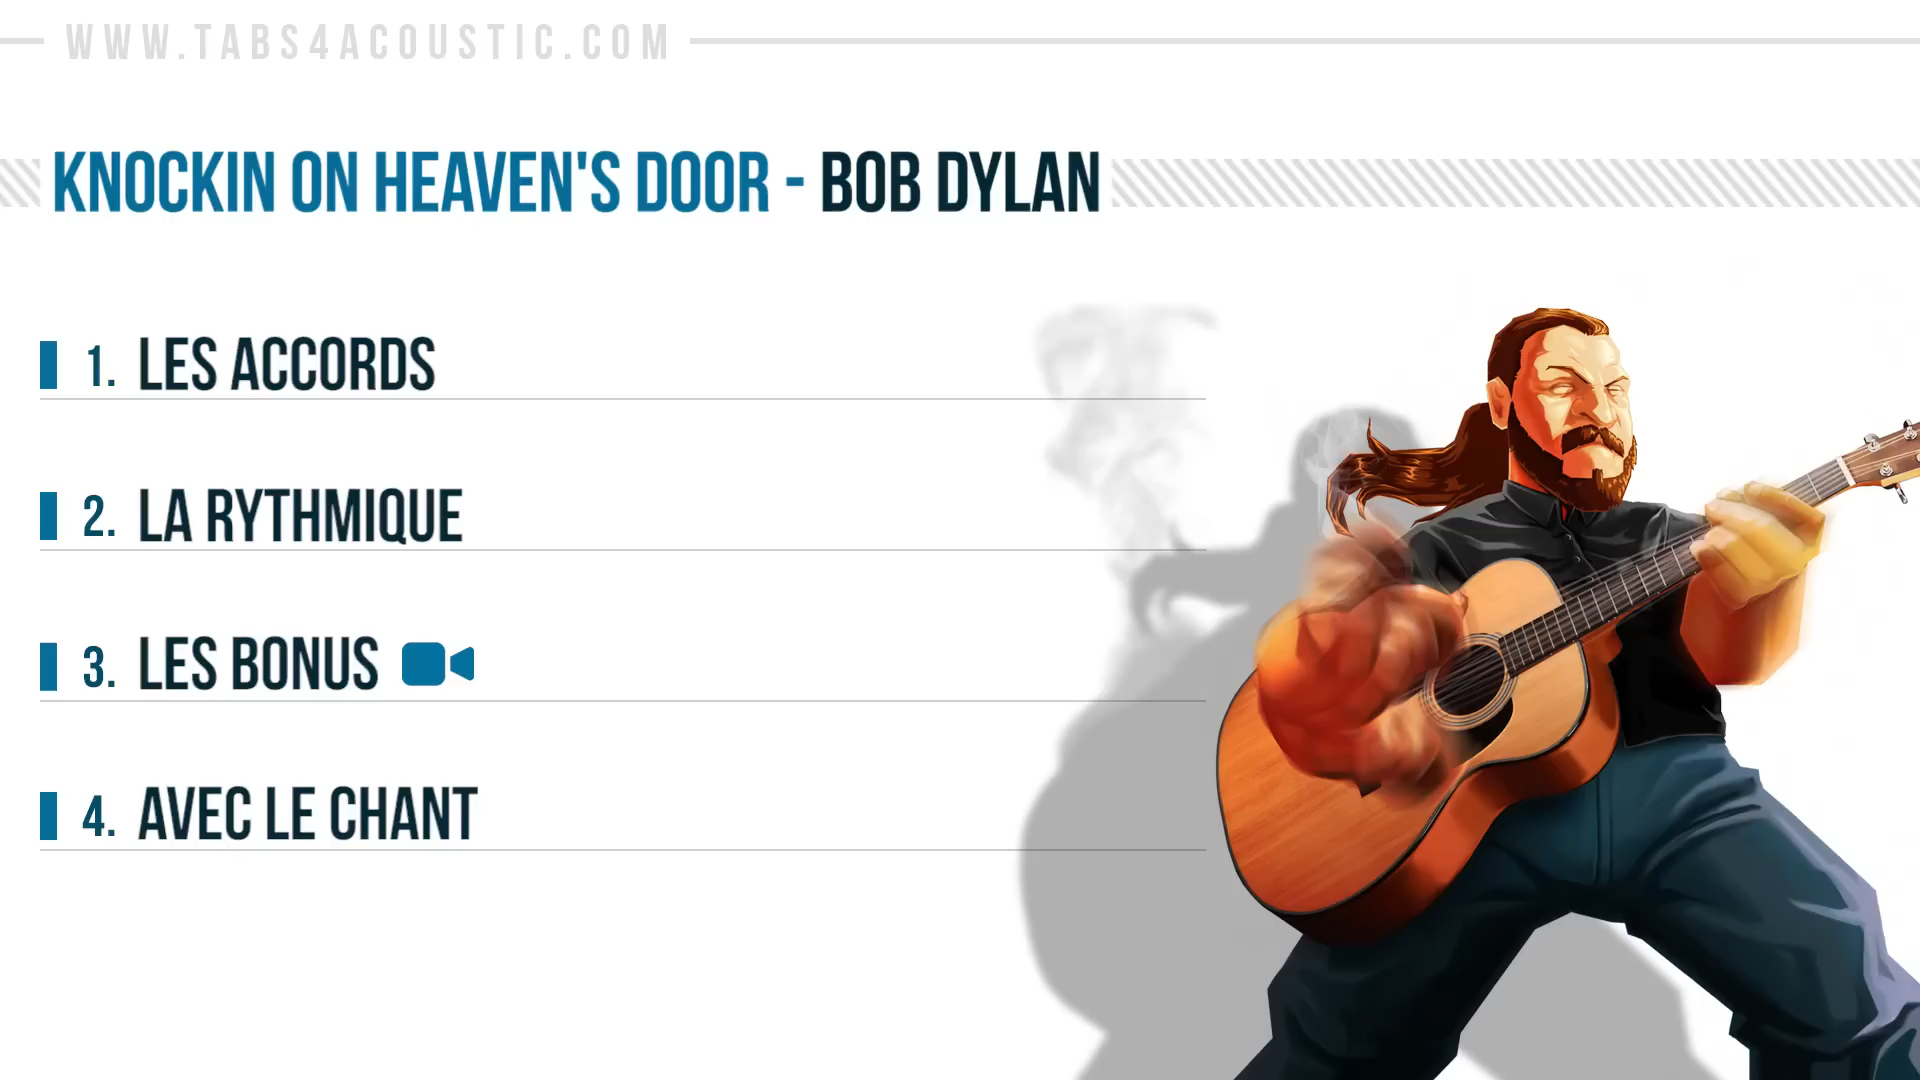 WWW.TABS4ACOUSTIC.COM
KNOCKIN ON HEAVEN'S DOOR - BOB DYLAN
1. LES ACCORDS
2. LA RYTHMIQUE
3. LES BONUS
4. AVEC LE CHANT